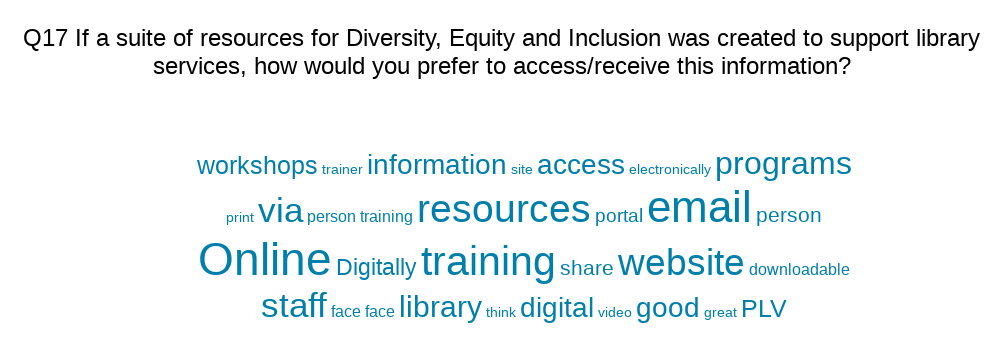 Q17 If a suite of resources for Diversity, Equity and Inclusion was created to support library
services, how would you prefer to access/receive this information?
workshops trainer information site access electronically programs
print via person training resources portal email person
Online Digitally training share website downloadable
staff face face library think digital video good great PLV